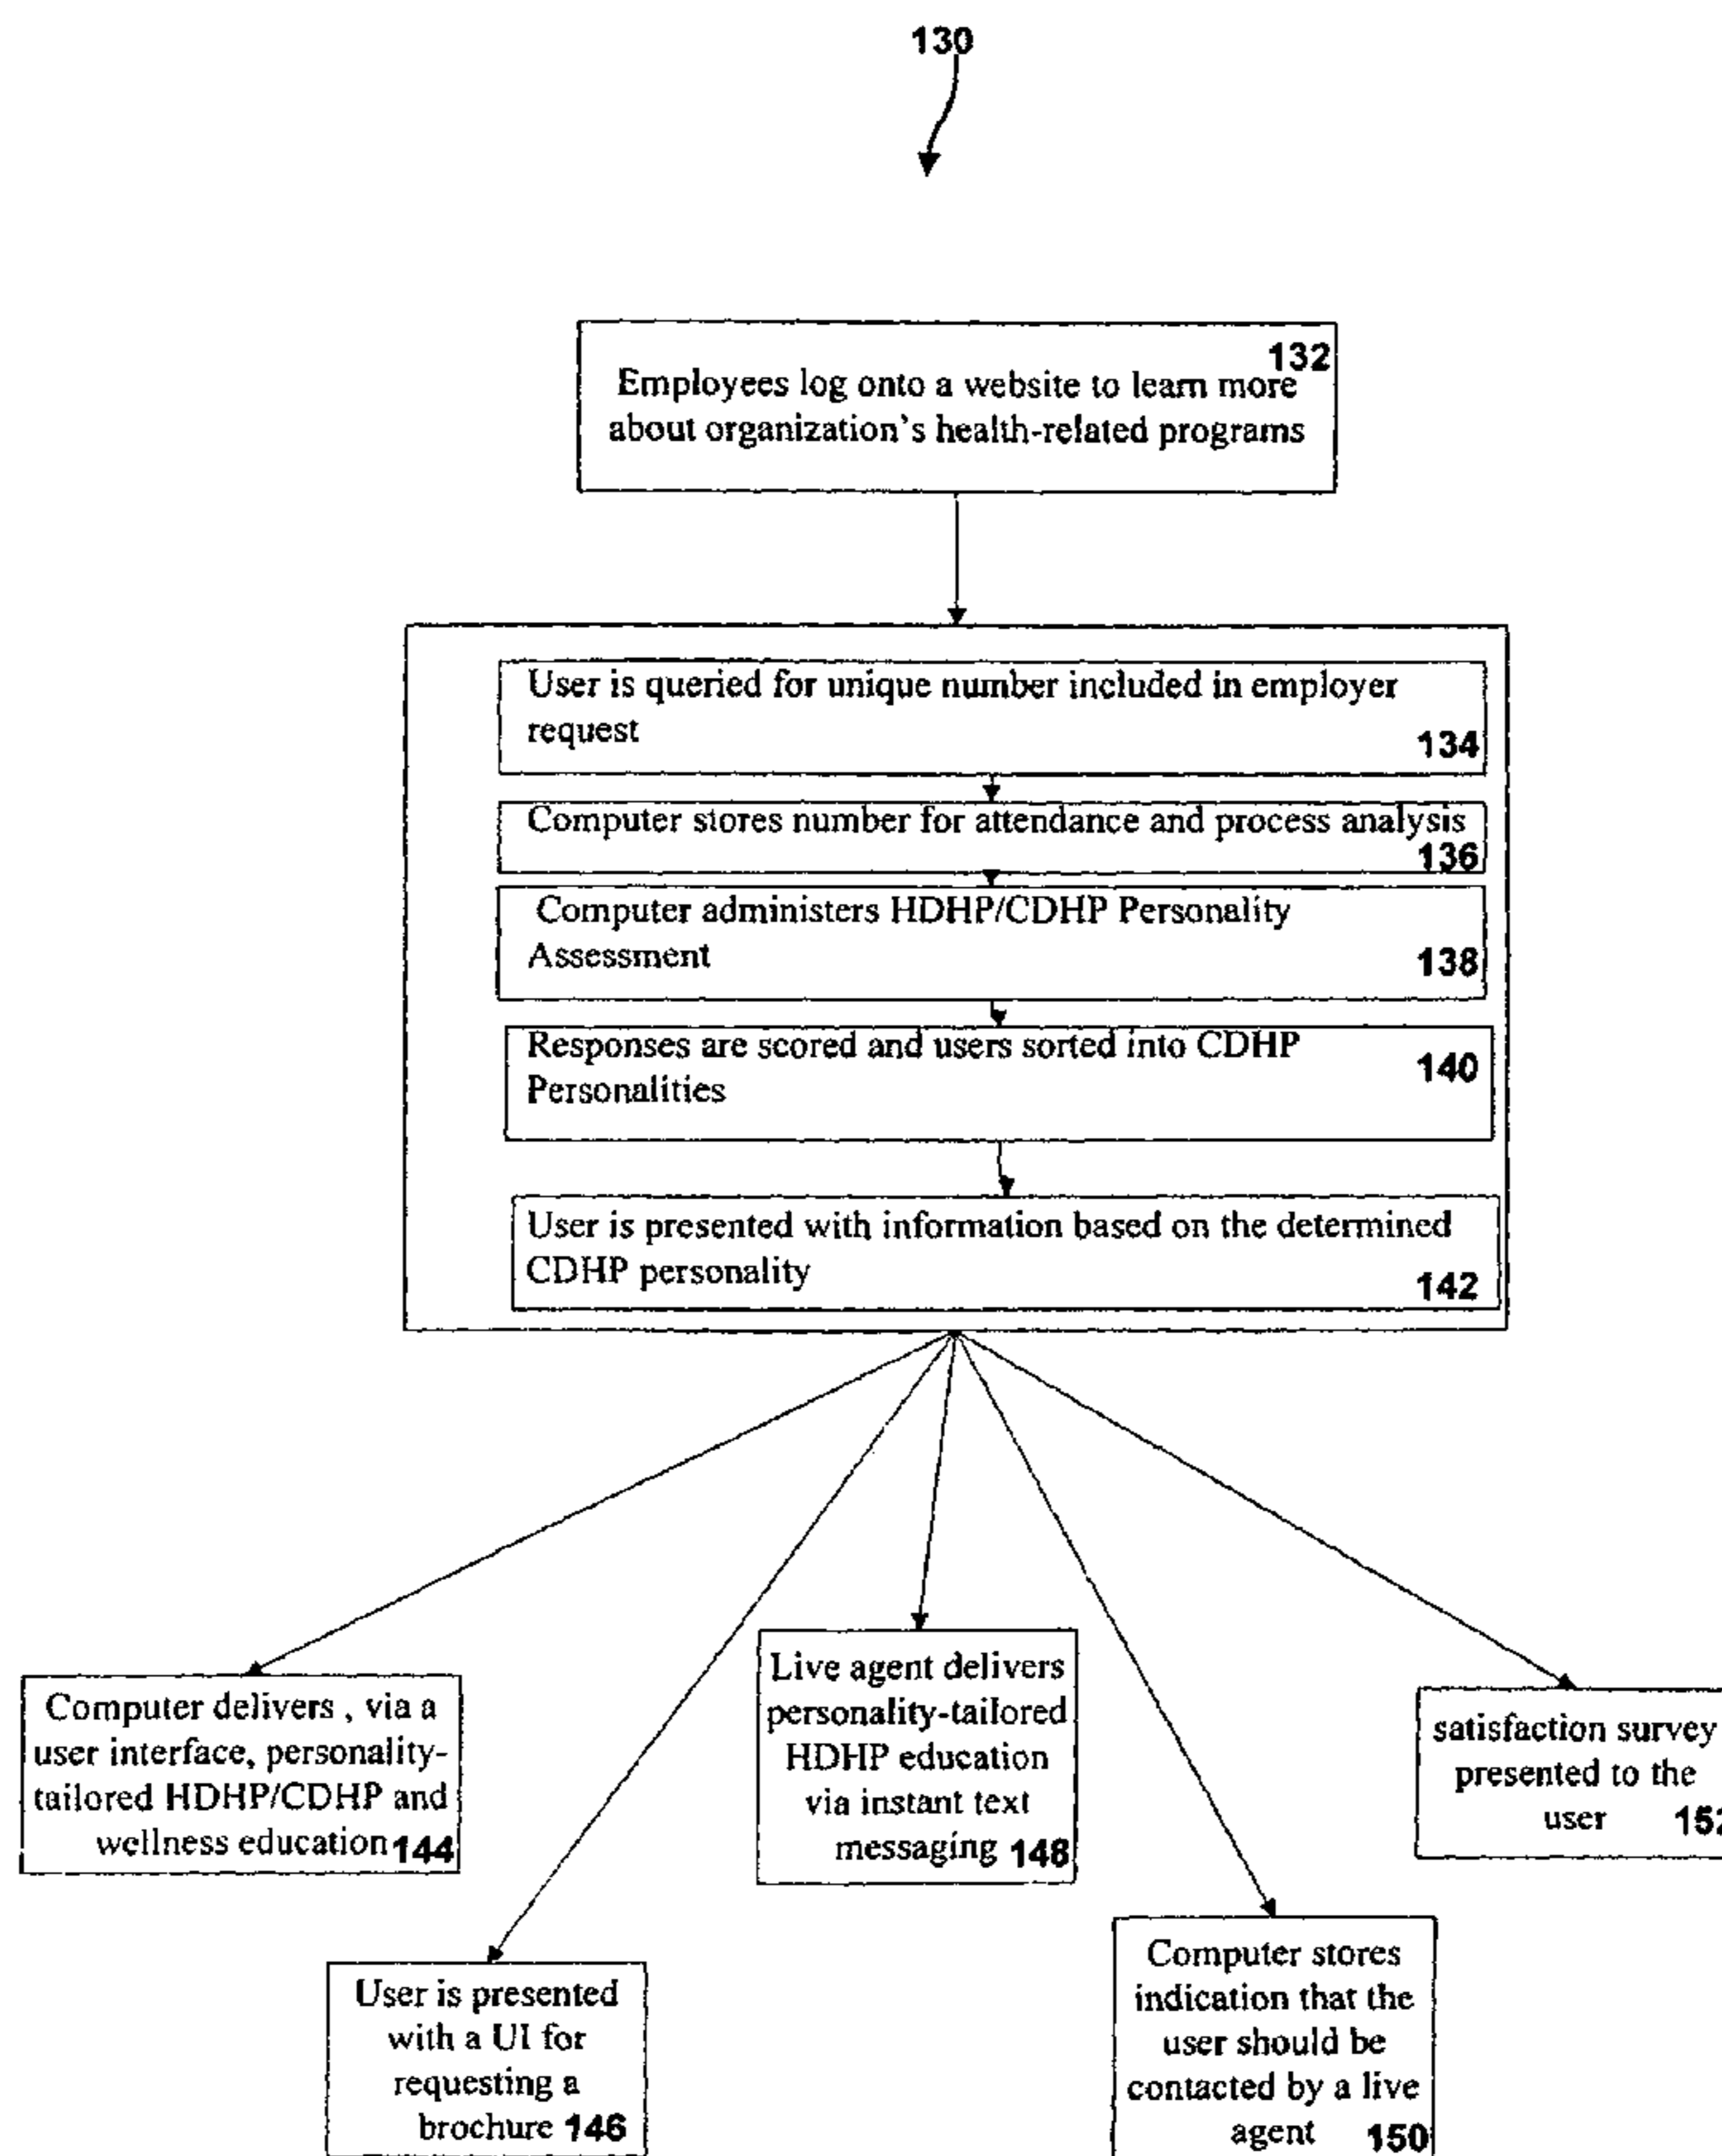 130
132
Employees log onto a website to learn more
about organization's health-related programs
User is queried for unique number included in employer
request
134
Computer stores number for attendance and process analysis
136
Computer administers HDHP/CDHP Personality
Assessment
138
Responses are scored and users sorted into CDHP
Personalities
140
User is presented with information based on the determined
CDHP personality
142
Computer delivers , via a
user interface, personality-
tailored HDHP/CDHP and
wellness education 144
User is presented
with a UI for
requesting a
brochure 146
Live agent delivers
personality-tailored
HDHP education
via instant text
messaging 148
Computer stores
indication that the
user should be
contacted by a live
agent 150
satisfaction survey
presented to the
user 152